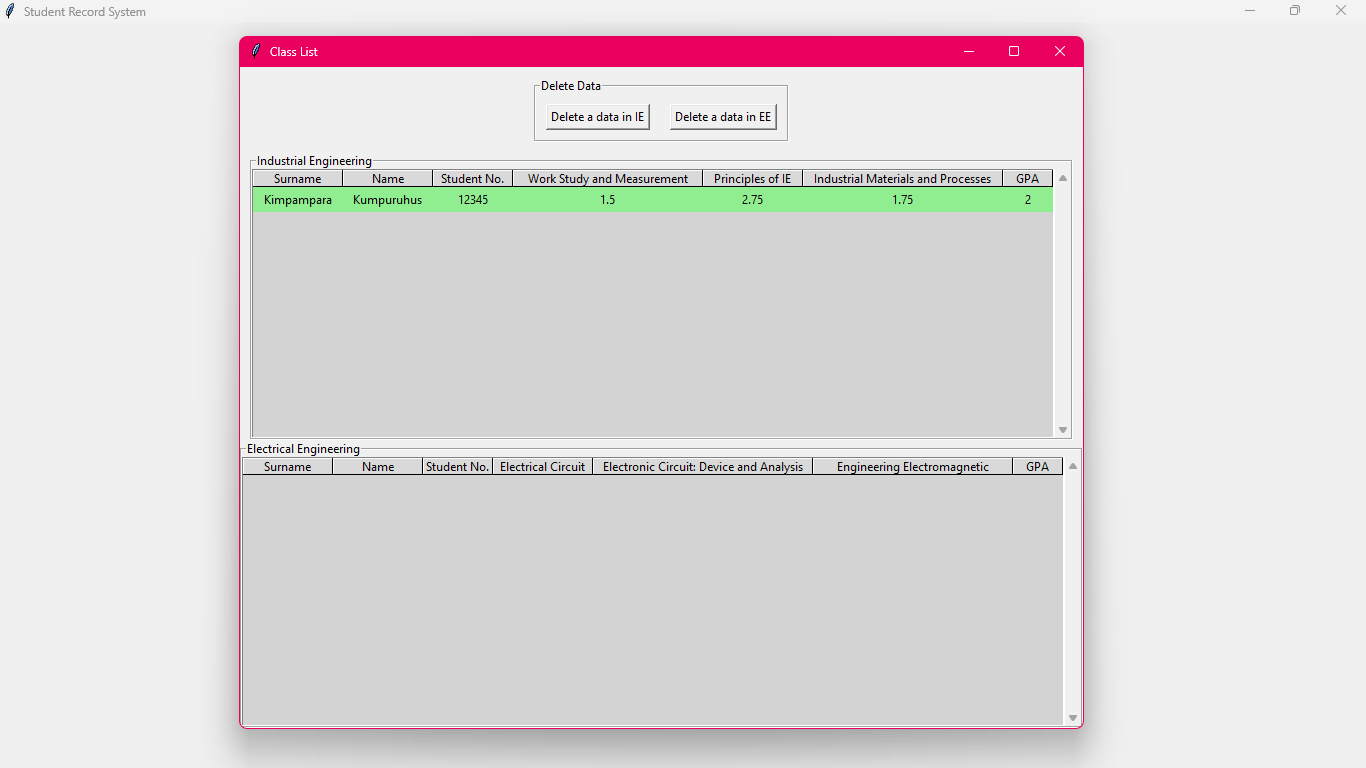 Student Record System
Class List
Delete Data
Delete a data in IE Delete a data in EE
Industrial Engineering
Surname Name Student No. Work Study and Measurement Principles of IE Industrial Materials and Processes GPA
Kimpampara Kumpuruhus 12345 1.5 2.75 1.75 2
Electrical Engineering
Surname Name Student No. Electrical Circuit Electronic Circuit: Device and Analysis Engineering Electromagnetic GPA